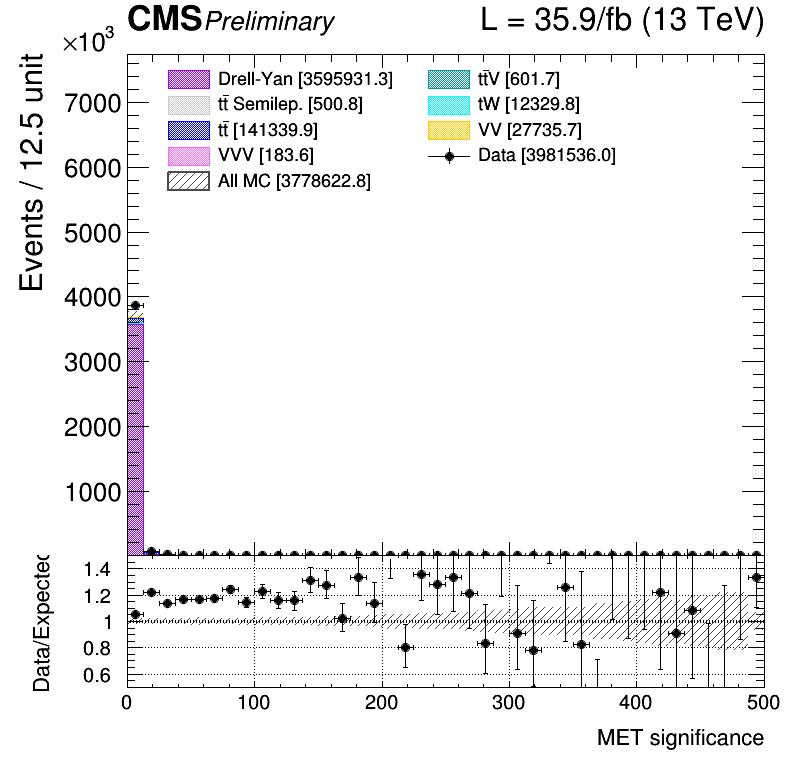 CMS Preliminary L = 35.9/fb (13 TeV)
×10³
Events / 12.5 unit
Drell-Yan [3595931.3]
tt̄ Semilep. [500.8]
tt̄ [141339.9]
VVV [183.6]
All MC [3778622.8]
tt̄V [601.7]
tW [12329.8]
VV [27735.7]
Data [3981536.0]
7000
6000
5000
4000
3000
2000
1000
Data/Expected
1.4
1.2
1
0.8
0.6
0 100 200 300 400 500
MET significance